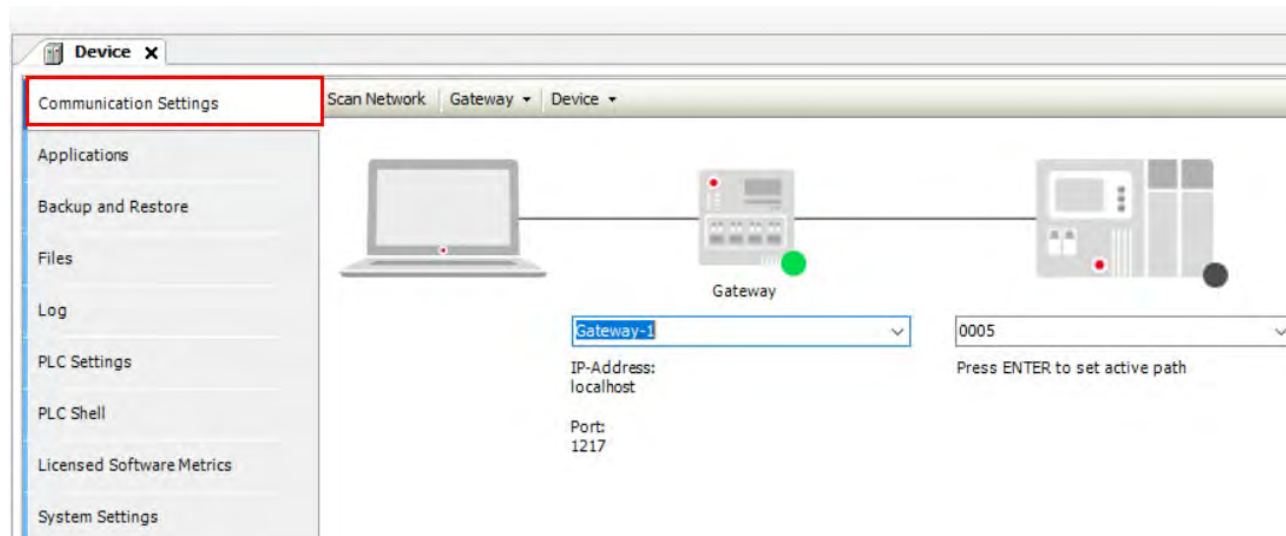 Device
Communication Settings
Scan Network Gateway Device
Applications
Backup and Restore
Files
Log
PLC Settings
PLC Shell
Licensed Software Metrics
System Settings
Gateway
Gateway-1
IP-Address:
localhost
Port:
1217
0005
Press ENTER to set active path